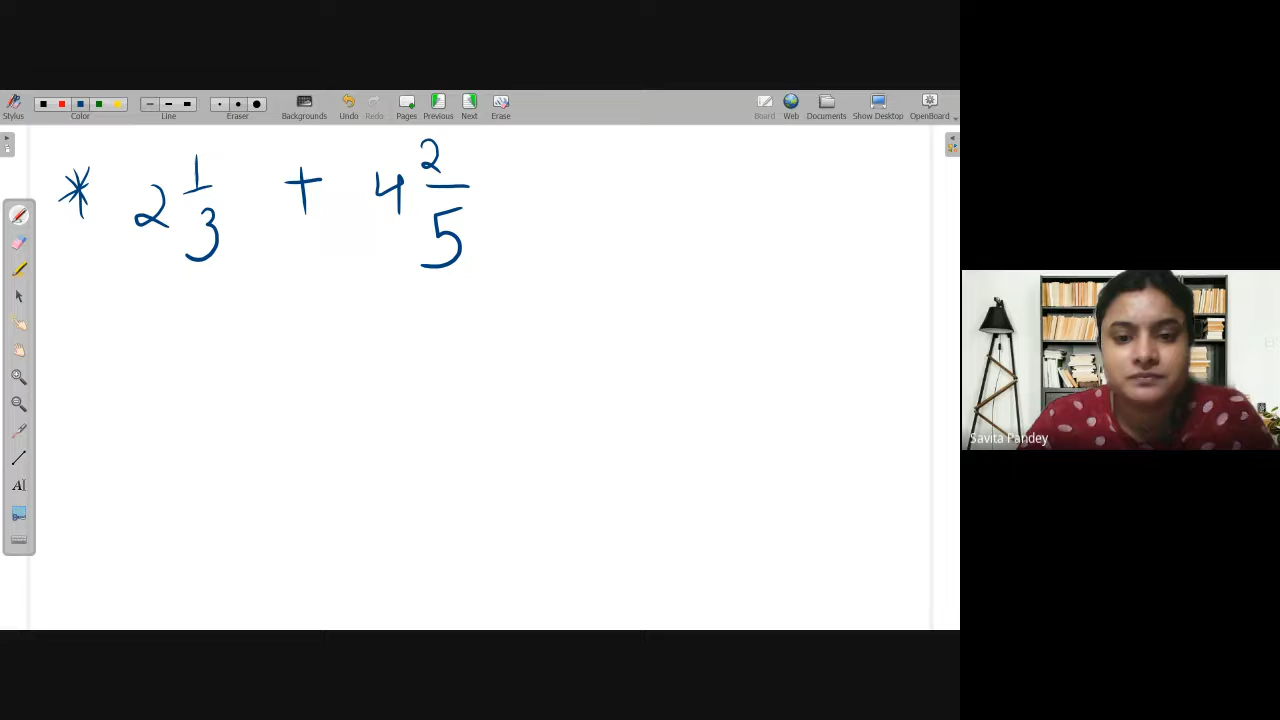 Stylus Color Line Eraser Backgrounds Undo Redo Pages Previous Next Erase Board Web Documents Show Desktop OpenBoard
* 2 1/3 + 4 2/5
AI
Savita Pandey